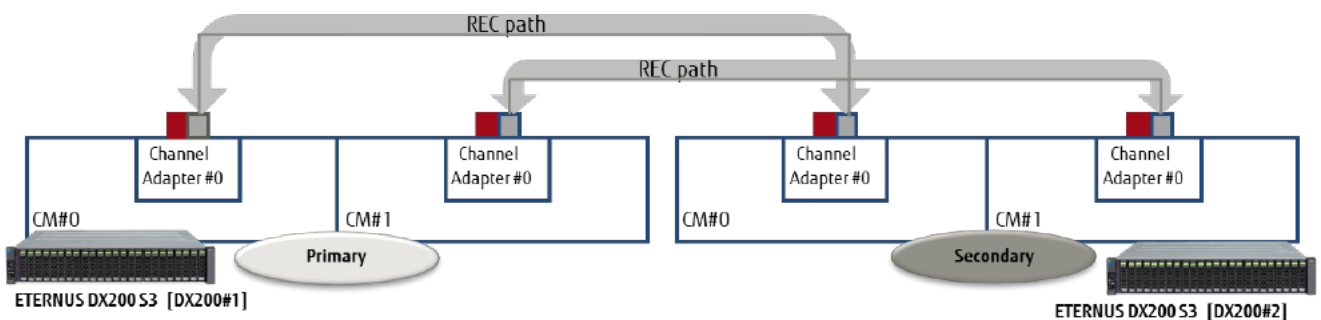 REC path
REC path
Channel
Adapter #0
Channel
Adapter #0
Channel
Adapter #0
Channel
Adapter #0
CM#0
CM#1
CM#0
CM#1
Primary
Secondary
ETERNUS DX200 S3 [DX200#1]
ETERNUS DX200 S3 [DX200#2]